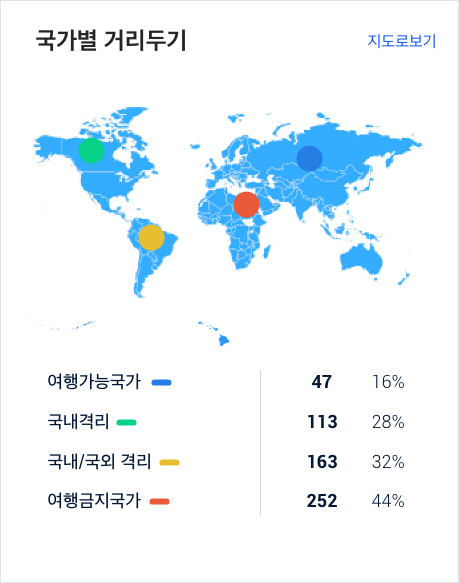 국가별 거리두기 지도로보기
여행가능국가 47 16%
국내격리 113 28%
국내/국외 격리 163 32%
여행금지국가 252 44%